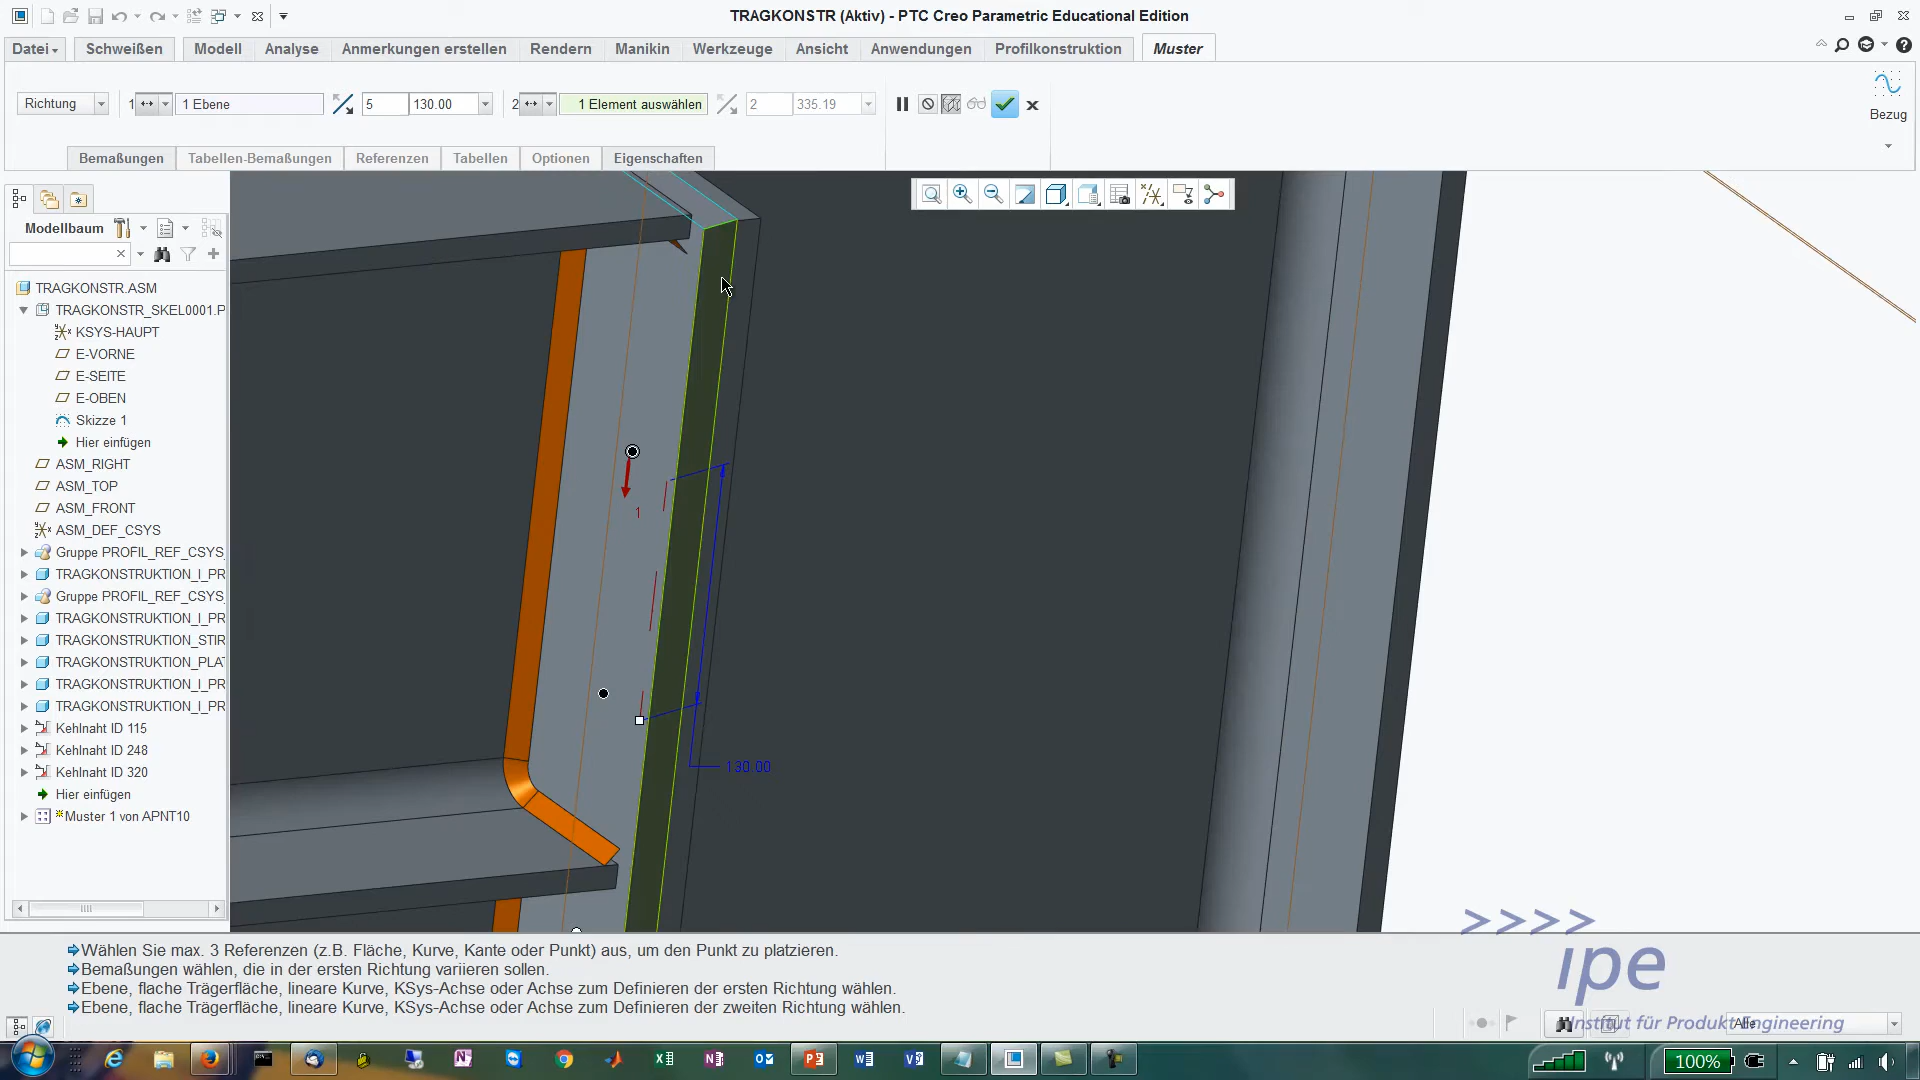 TRAGKONSTR (Aktiv) - PTC Creo Parametric Educational Edition
Datei Schweißen Modell Analyse Anmerkungen erstellen Rendern Manikin Werkzeuge Ansicht Anwendungen Profilkonstruktion Muster
Richtung 1 1 Ebene 5 130.00 2 1 Element auswählen 2 335.19
Bezug
Bemaßungen Tabellen-Bemaßungen Referenzen Tabellen Optionen Eigenschaften
Modellbaum
TRAGKONSTR.ASM
TRAGKONSTR_SKEL0001.P
KSYS-HAUPT
E-VORNE
E-SEITE
E-OBEN
Skizze 1
Hier einfügen
ASM_RIGHT
ASM_TOP
ASM_FRONT
ASM_DEF_CSYS
Gruppe PROFIL_REF_CSYS_
TRAGKONSTRUKTION_I_PR
Gruppe PROFIL_REF_CSYS_
TRAGKONSTRUKTION_I_PR
TRAGKONSTRUKTION_STIR
TRAGKONSTRUKTION_PLA
TRAGKONSTRUKTION_I_PR
TRAGKONSTRUKTION_I_PR
Kehlnaht ID 115
Kehlnaht ID 248
Kehlnaht ID 320
Hier einfügen
Muster 1 von APNT10
1
130.00
Wählen Sie max. 3 Referenzen (z.B. Fläche, Kurve, Kante oder Punkt) aus, um den Punkt zu platzieren.
Bemaßungen wählen, die in der ersten Richtung variieren sollen.
Ebene, flache Trägerfläche, lineare Kurve, KSys-Achse oder Achse zum Definieren der ersten Richtung wählen.
Ebene, flache Trägerfläche, lineare Kurve, KSys-Achse oder Achse zum Definieren der zweiten Richtung wählen.
>>>>
ipe
Institut für Produkt Engineering
Alle
100%